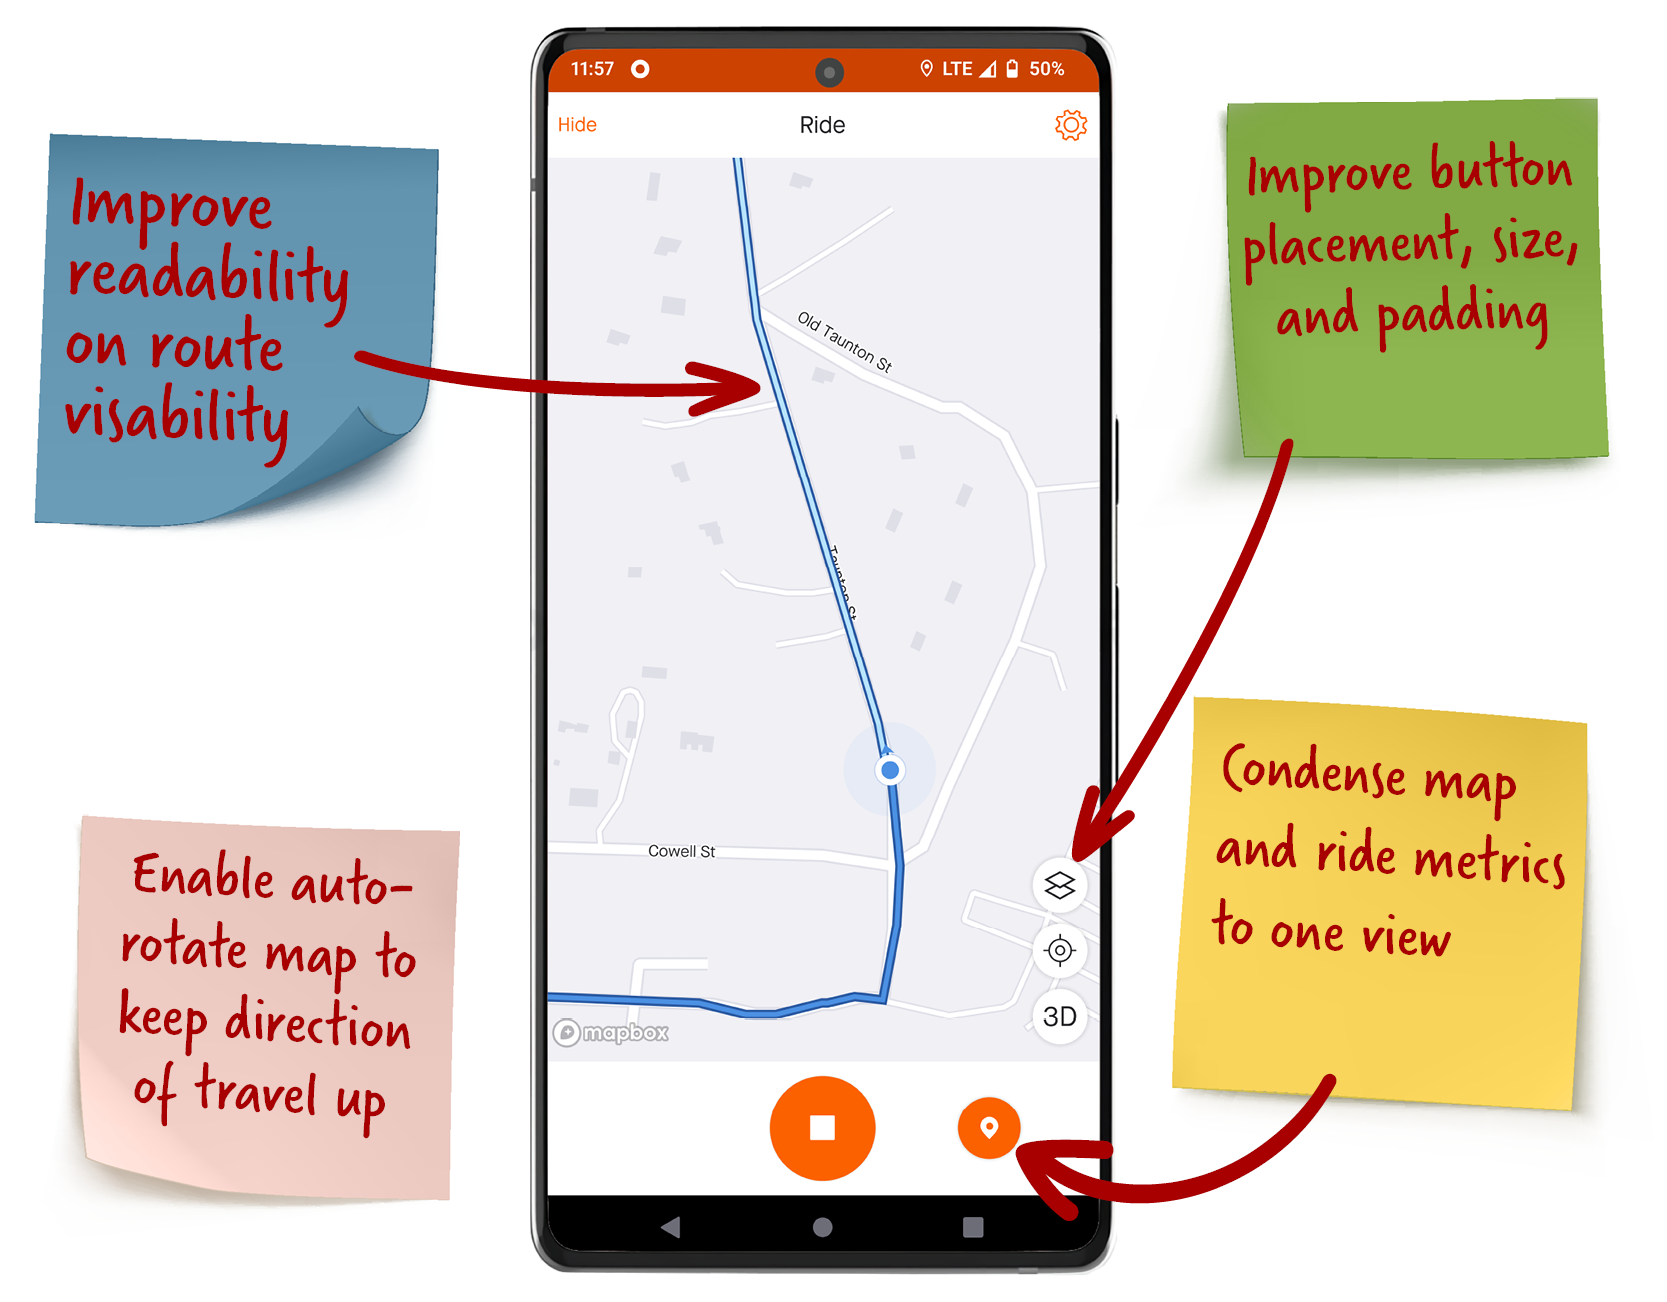 11:57
LTE
50%
Hide
Ride
Improve
readability
on route
visability
Improve button
placement, size,
and padding
Old Taunton St
Taunton St
Cowell St
3D
mapbox
Enable auto-
rotate map to
keep direction
of travel up
Condense map
and ride metrics
to one view